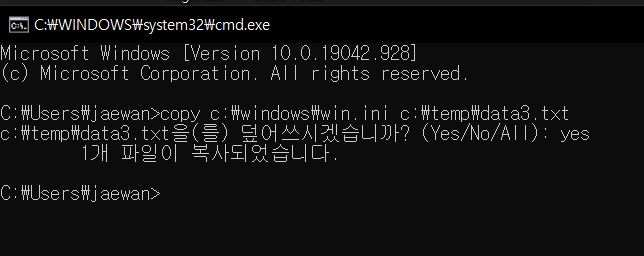 C:₩WINDOWS₩system32₩cmd.exe
Microsoft Windows [Version 10.0.19042.928]
(c) Microsoft Corporation. All rights reserved.
C:₩Users₩jaewan>copy c:₩windows₩win.ini c:₩temp₩data3.txt
c:₩temp₩data3.txt을(를) 덮어쓰시겠습니까? (Yes/No/All): yes
1개 파일이 복사되었습니다.
C:₩Users₩jaewan>